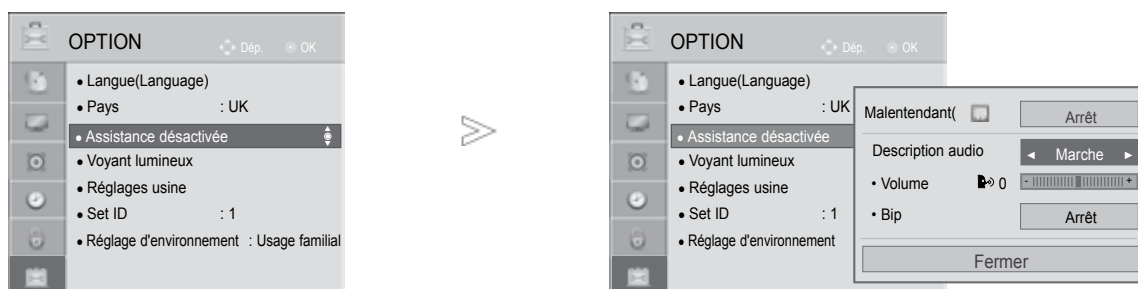 OPTION
Dép. OK
• Langue(Language)
• Pays : UK
• Assistance désactivée
• Voyant lumineux
• Réglages usine
• Set ID : 1
• Réglage d'environnement : Usage familial
OPTION
Dép. OK
• Langue(Language)
• Pays : UK
• Assistance désactivée
• Voyant lumineux
• Réglages usine
• Set ID : 1
• Réglage d'environnement
Malentendant( Arrêt
Description audio ◄ Marche ►
• Volume 0 - +
• Bip Arrêt
Fermer